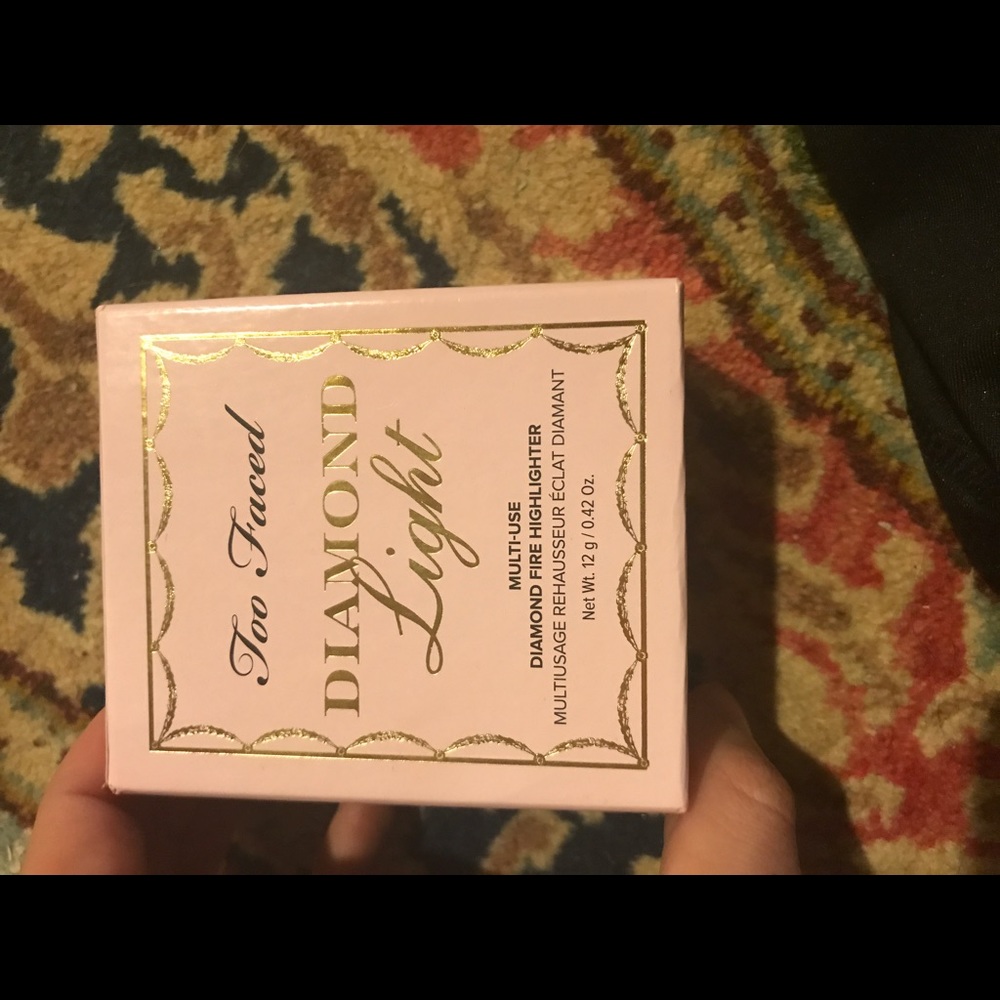 Too Faced
DIAMOND
Light
MULTI-USE
DIAMOND FIRE HIGHLIGHTER
MULTIUSAGE REHAUSSEUR ÉCLAT DIAMANT
Net Wt. 12 g / 0.42 Oz.